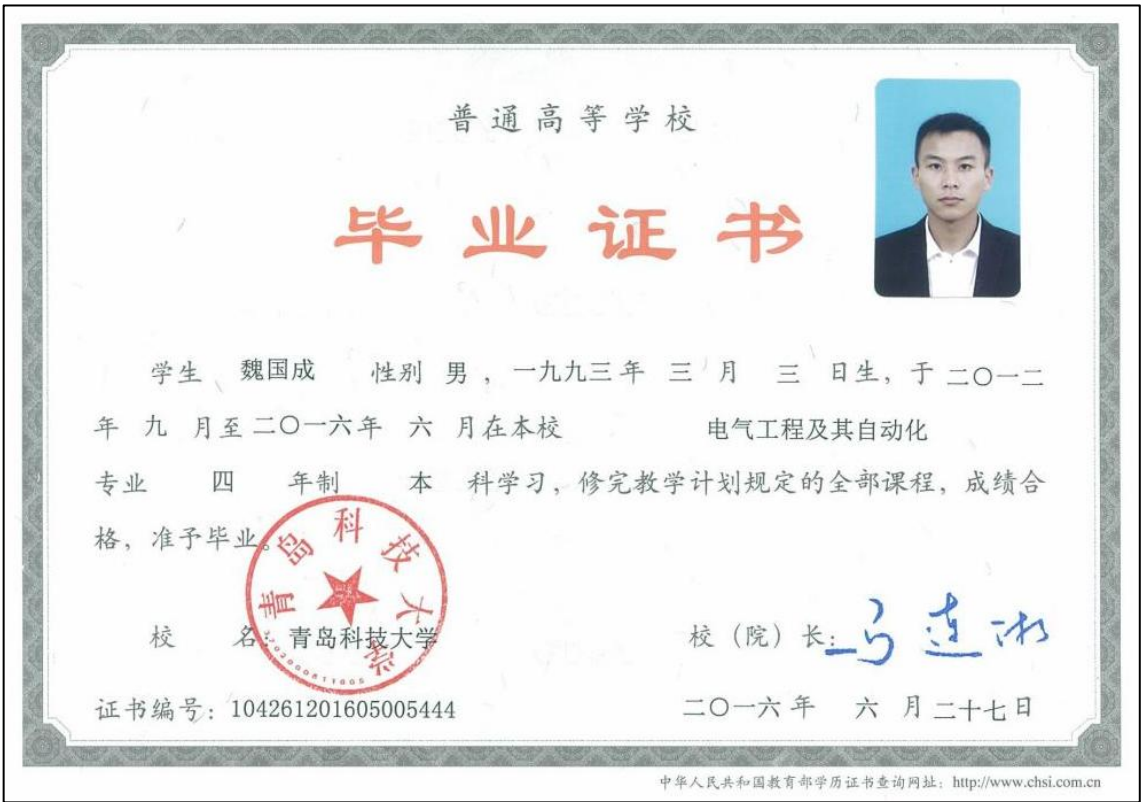 普通高等学校
毕业证书
学生 魏国成 性别 男 ，一九九三年 三 月 三 日生，于 二〇一二
年 九 月至 二〇一六年 六 月在本校 电气工程及其自动化
专业 四 年制 本 科学习，修完教学计划规定的全部课程，成绩合
格，准予毕业。
青岛科技大学
3702000811605
校 名：青岛科技大学 校（院）长：马连湘
证书编号：104261201605005444 二〇一六年 六 月 二十七日
中华人民共和国教育部学历证书查询网址：http://www.chsi.com.cn